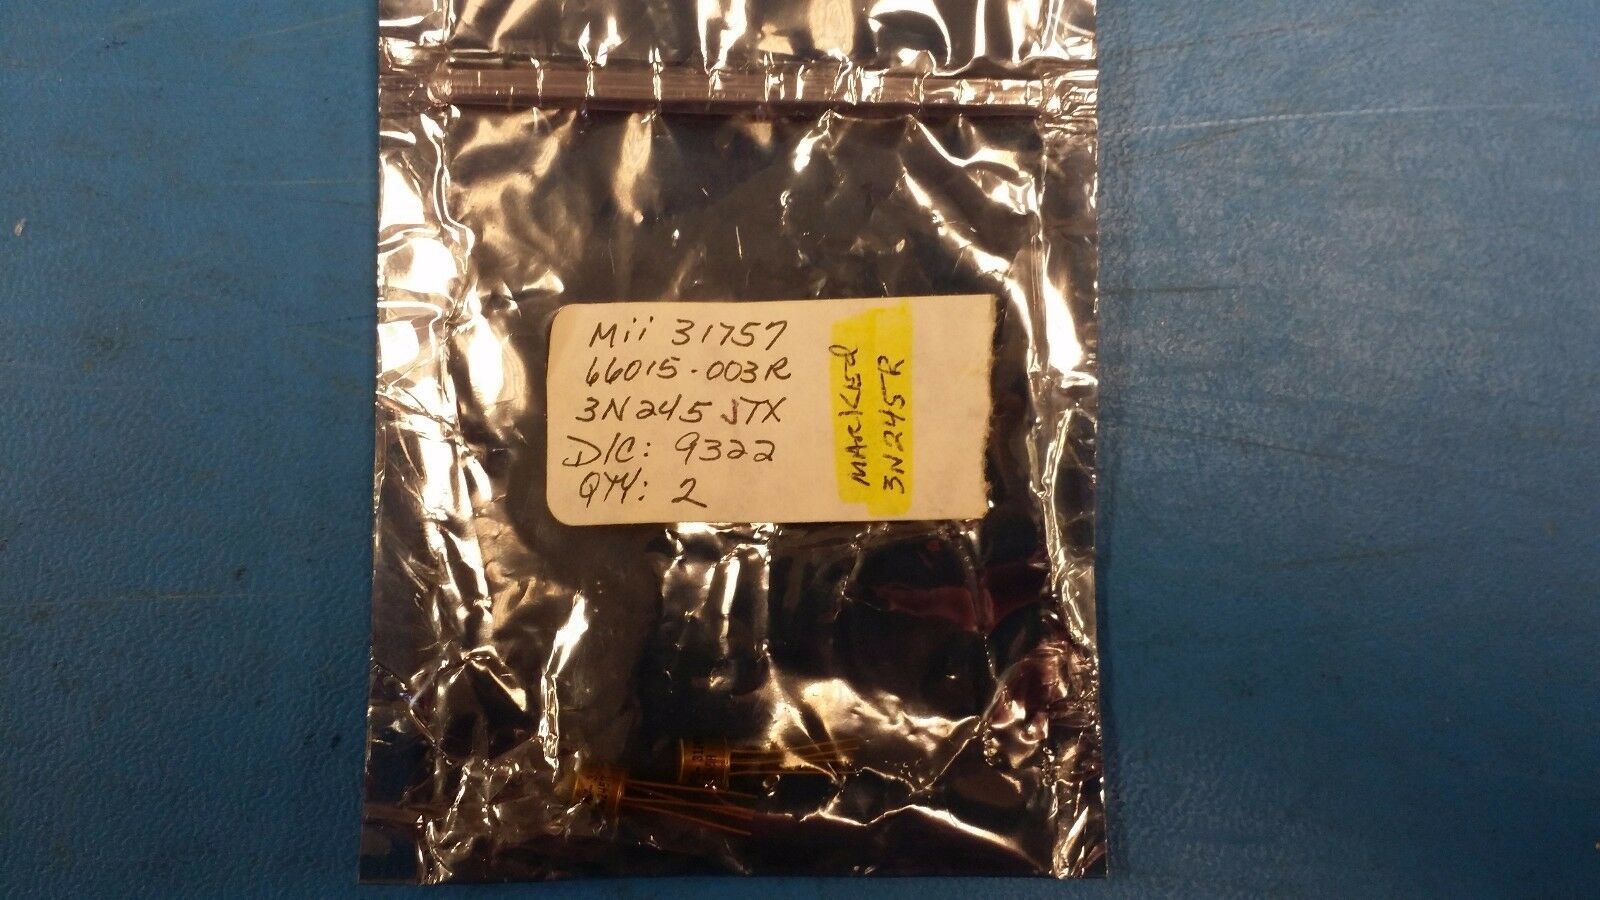 Mii 31757
66015-003R
3N245 JTX
D/C: 9322
QTY: 2
MARKEd
3N245R